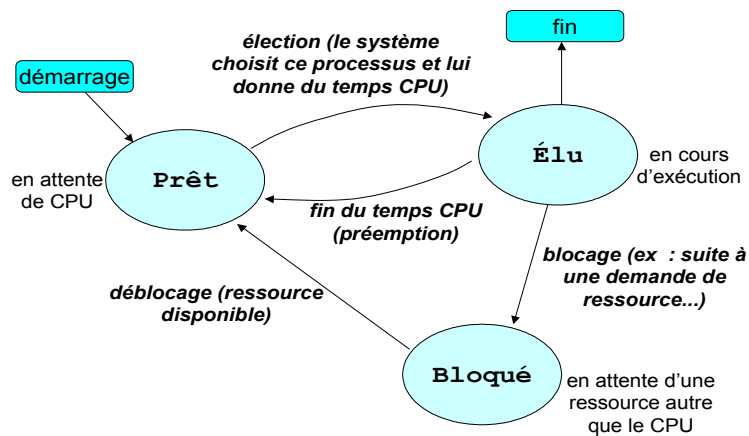 fin
élection (le système
choisit ce processus et lui
donne du temps CPU)
démarrage
Prêt
en attente
de CPU
Élu
en cours
d'exécution
fin du temps CPU
(préemption)
blocage (ex  : suite à
une demande de
ressource...)
déblocage (ressource
disponible)
Bloqué
en attente d'une
ressource autre
que le CPU